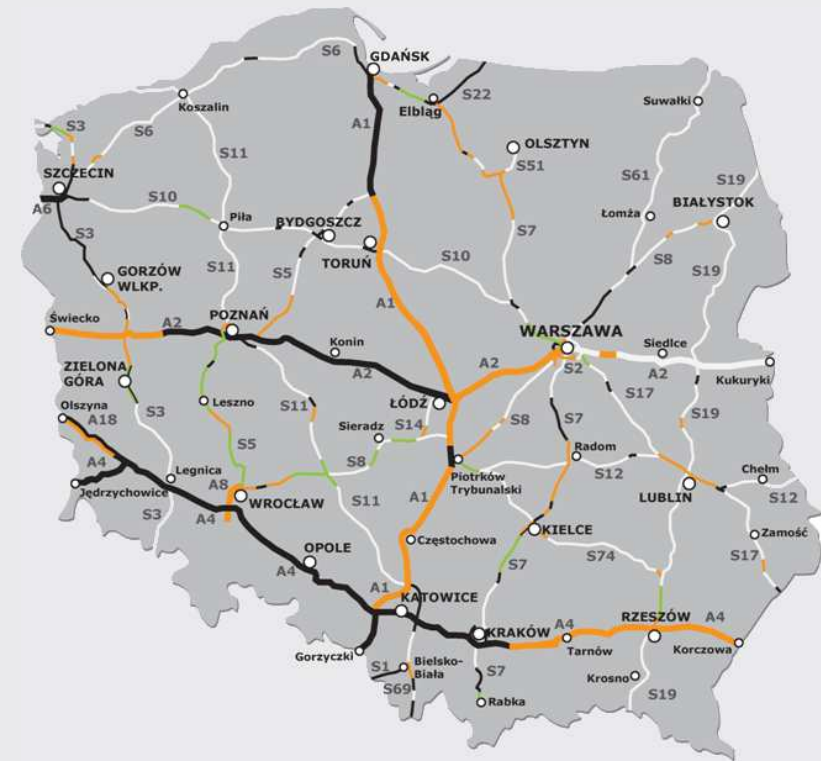 S6
GDAŃSK
S22
Elbląg
Suwałki
Koszalin
S3
S6
A1
S11
OLSZTYN
S51
SZCZECIN
S61
S19
S10
Łomża
BIAŁYSTOK
A6
Piła
BYDGOSZCZ
S7
S3
TORUŃ
S10
S8
S19
S11
S5
GORZÓW
WLKP.
A1
Świecko
A2
POZNAŃ
Konin
WARSZAWA
Siedlce
A2
S2
A2
ZIELONA
GÓRA
A2
Kukuryki
S17
Leszno
ŁÓDŹ
Olszyna
S3
S11
S14
S8
S7
S19
A18
Sieradz
S5
S8
Radom
A4
Legnica
Piotrków
Trybunalski
S12
Chełm
Jędrzychowice
A8
WROCŁAW
S11
A1
LUBLIN
S12
S3
A4
KIELCE
Zamość
Częstochowa
OPOLE
S7
S74
S17
A4
A1
KATOWICE
KRAKÓW
A4
RZESZÓW
A4
Gorzyczki
Tarnów
Korczowa
S1
Bielsko-
Biała
S7
Krosno
S69
Rabka
S19